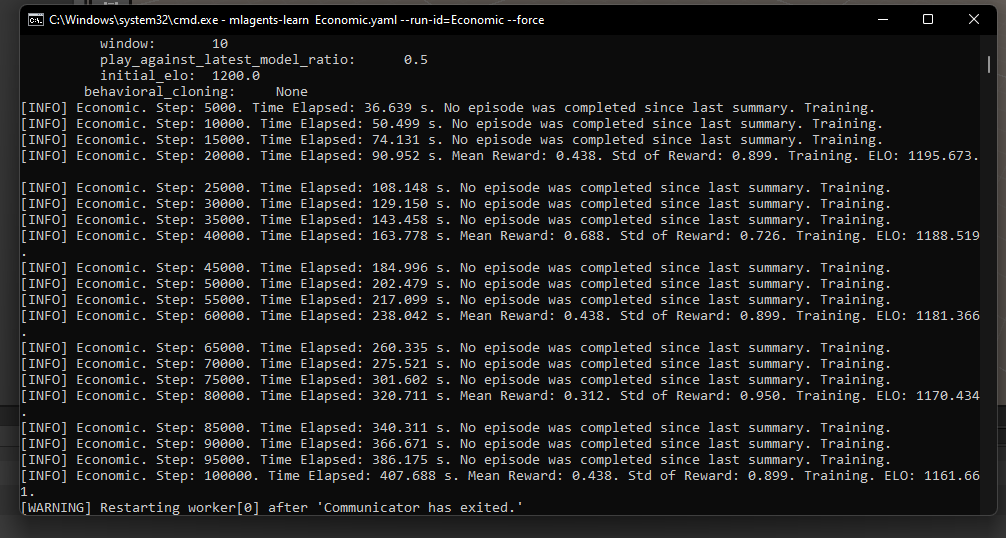 C:\Windows\system32\cmd.exe - mlagents-learn Economic.yaml --run-id=Economic --force
window: 10
play_against_latest_model_ratio: 0.5
initial_elo: 1200.0
behavioral_cloning: None
[INFO] Economic. Step: 5000. Time Elapsed: 36.639 s. No episode was completed since last summary. Training.
[INFO] Economic. Step: 10000. Time Elapsed: 50.499 s. No episode was completed since last summary. Training.
[INFO] Economic. Step: 15000. Time Elapsed: 74.131 s. No episode was completed since last summary. Training.
[INFO] Economic. Step: 20000. Time Elapsed: 90.952 s. Mean Reward: 0.438. Std of Reward: 0.899. Training. ELO: 1195.673.
[INFO] Economic. Step: 25000. Time Elapsed: 108.148 s. No episode was completed since last summary. Training.
[INFO] Economic. Step: 30000. Time Elapsed: 129.150 s. No episode was completed since last summary. Training.
[INFO] Economic. Step: 35000. Time Elapsed: 143.458 s. No episode was completed since last summary. Training.
[INFO] Economic. Step: 40000. Time Elapsed: 163.778 s. Mean Reward: 0.688. Std of Reward: 0.726. Training. ELO: 1188.519
.
[INFO] Economic. Step: 45000. Time Elapsed: 184.996 s. No episode was completed since last summary. Training.
[INFO] Economic. Step: 50000. Time Elapsed: 202.479 s. No episode was completed since last summary. Training.
[INFO] Economic. Step: 55000. Time Elapsed: 217.099 s. No episode was completed since last summary. Training.
[INFO] Economic. Step: 60000. Time Elapsed: 238.042 s. Mean Reward: 0.438. Std of Reward: 0.899. Training. ELO: 1181.366
.
[INFO] Economic. Step: 65000. Time Elapsed: 260.335 s. No episode was completed since last summary. Training.
[INFO] Economic. Step: 70000. Time Elapsed: 275.521 s. No episode was completed since last summary. Training.
[INFO] Economic. Step: 75000. Time Elapsed: 301.602 s. No episode was completed since last summary. Training.
[INFO] Economic. Step: 80000. Time Elapsed: 320.711 s. Mean Reward: 0.312. Std of Reward: 0.950. Training. ELO: 1170.434
.
[INFO] Economic. Step: 85000. Time Elapsed: 340.311 s. No episode was completed since last summary. Training.
[INFO] Economic. Step: 90000. Time Elapsed: 366.671 s. No episode was completed since last summary. Training.
[INFO] Economic. Step: 95000. Time Elapsed: 386.175 s. No episode was completed since last summary. Training.
[INFO] Economic. Step: 100000. Time Elapsed: 407.688 s. Mean Reward: 0.438. Std of Reward: 0.899. Training. ELO: 1161.66
1.
[WARNING] Restarting worker[0] after 'Communicator has exited.'